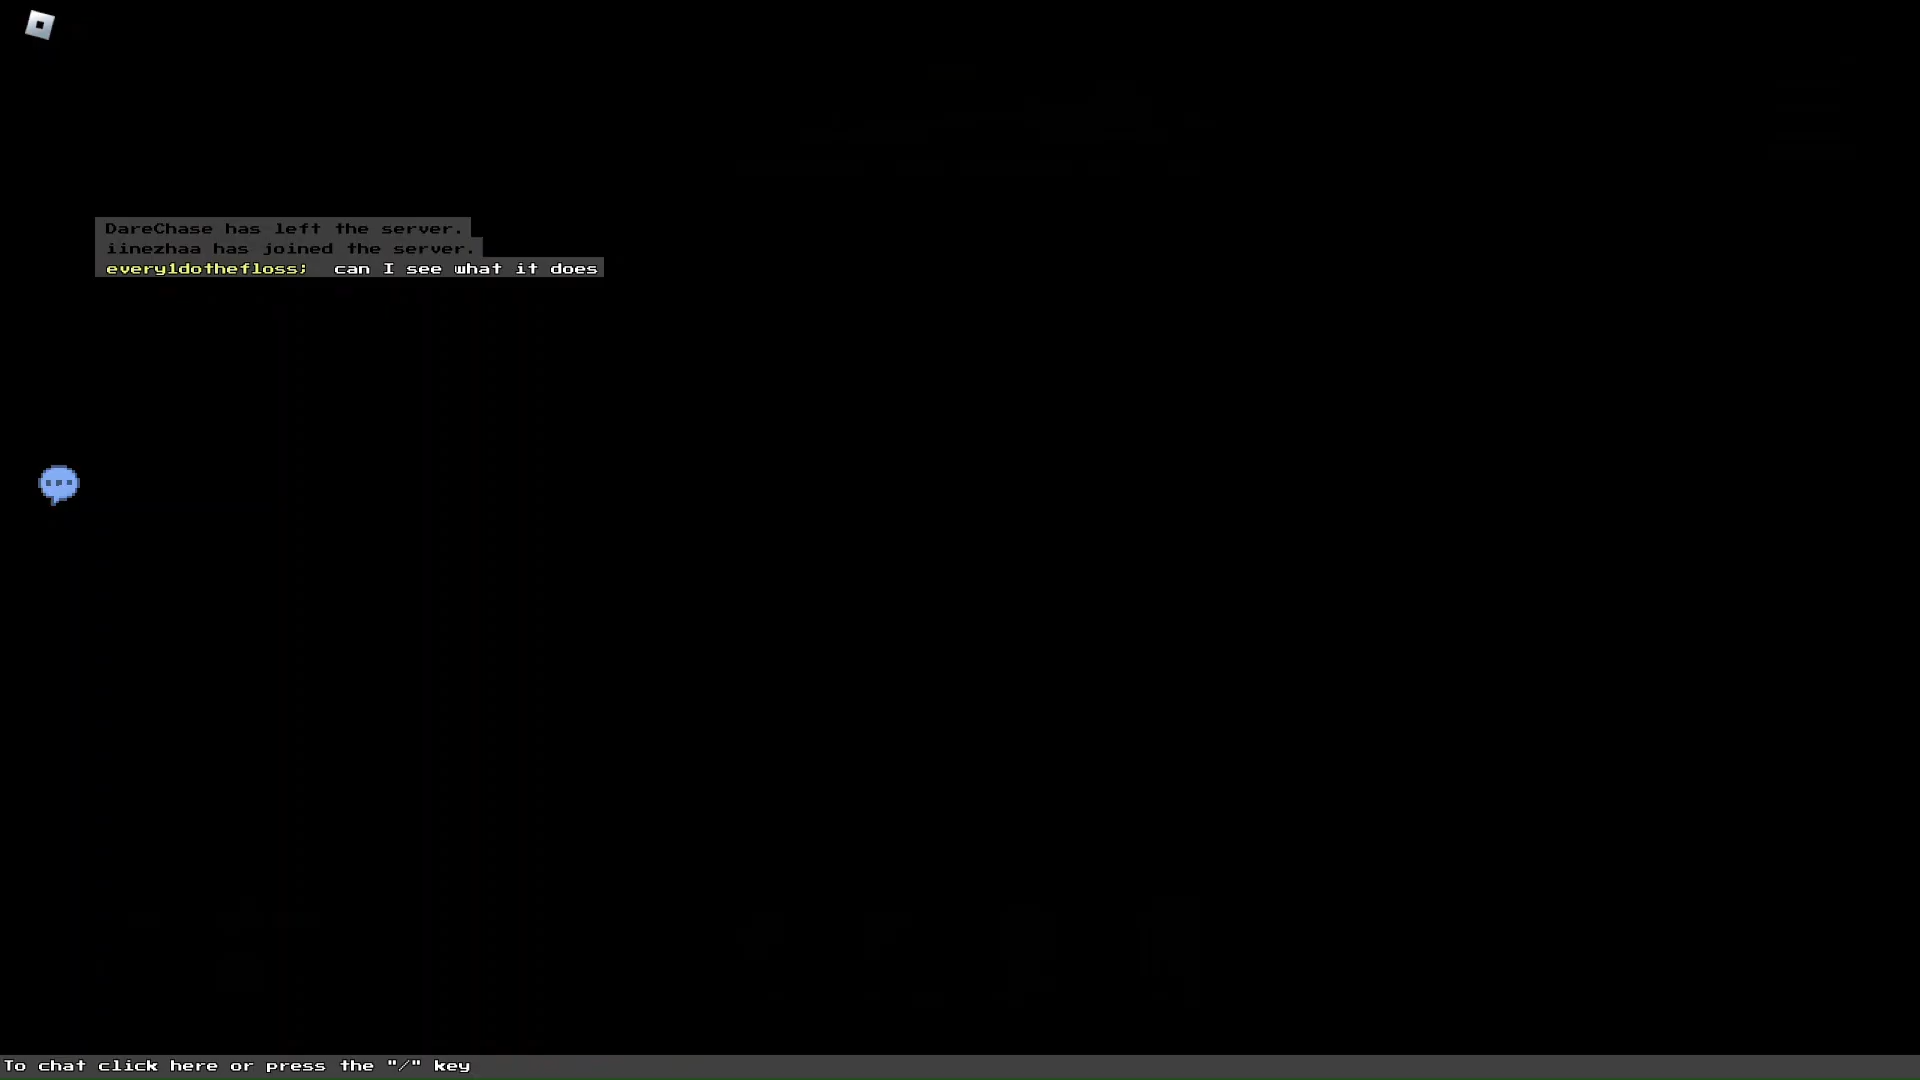 DareChase has left the server.
iinezhaa has joined the server.
every1dothefloss; can I see what it does
To chat click here or press the "/" key